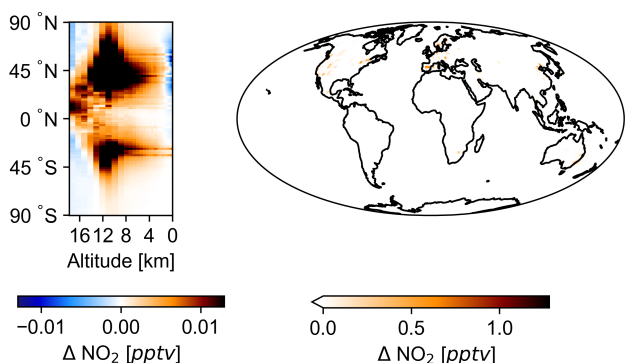 90 °N
45°N
0 °N
45°S
90 °S
16 12 8 4 0
Altitude [km]
−0.01 0.00 0.01
Δ NO₂ [pptv]
0.0 0.5 1.0
Δ NO₂ [pptv]